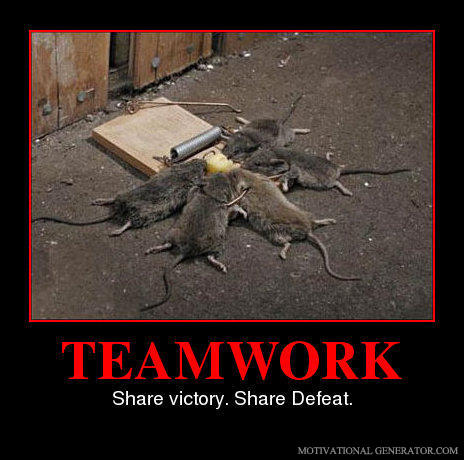 TEAMWORK
Share victory. Share Defeat.
MOTIVATIONAL GENERATOR.COM